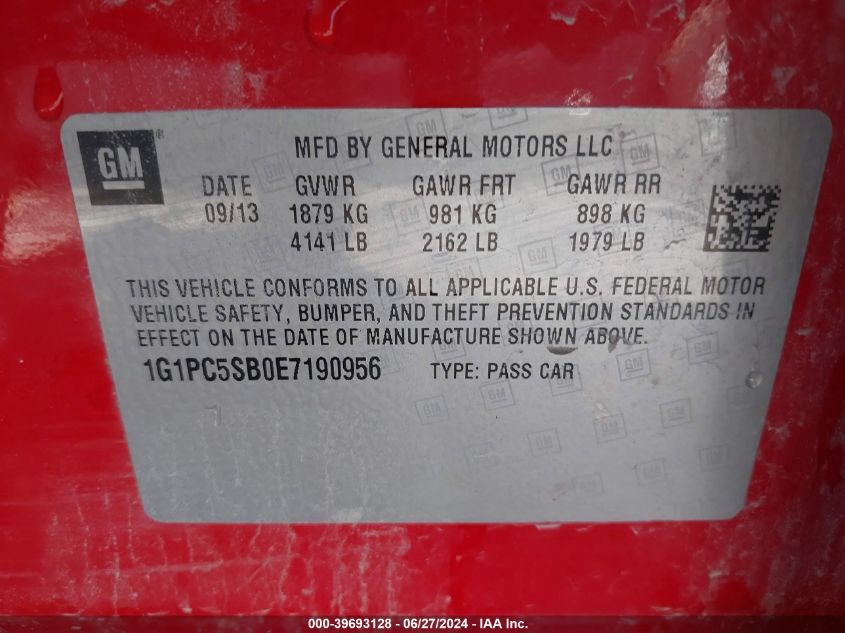 GM ® MFD BY GENERAL MOTORS LLC
DATE GVWR GAWR FRT GAWR RR
09/13 1879 KG 981 KG 898 KG
4141 LB 2162 LB 1979 LB
THIS VEHICLE CONFORMS TO ALL APPLICABLE U.S. FEDERAL MOTOR
VEHICLE SAFETY, BUMPER, AND THEFT PREVENTION STANDARDS IN
EFFECT ON THE DATE OF MANUFACTURE SHOWN ABOVE.
1G1PC5SB0E7190956 TYPE: PASS CAR
000-39693128 - 06/27/2024 - IAA Inc.